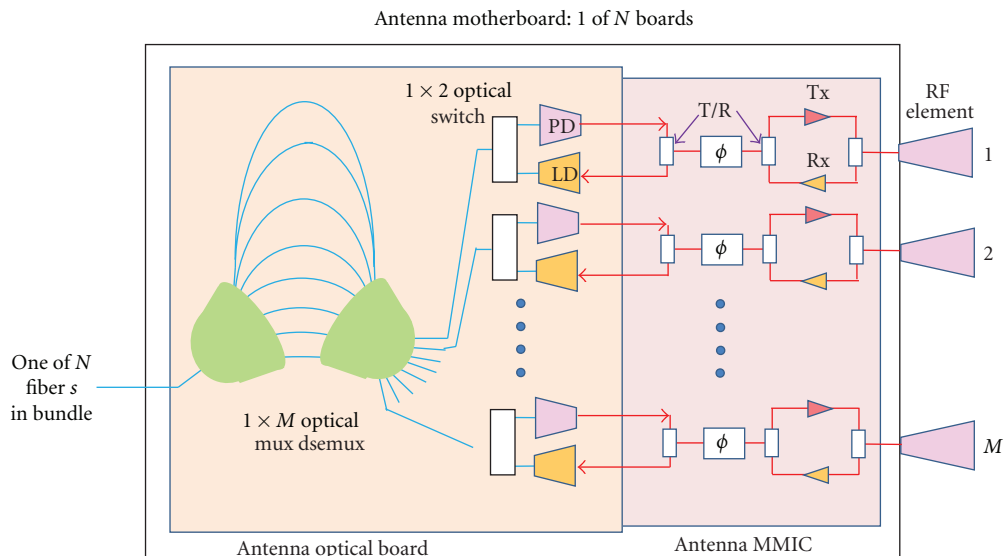 Antenna motherboard: 1 of N boards
1 × 2 optical
switch
PD
LD
T/R
Tx
Rx
RF
element
ϕ
1
ϕ
2
One of N
fiber s
in bundle
1 × M optical
mux dsemux
ϕ
M
Antenna optical board
Antenna MMIC